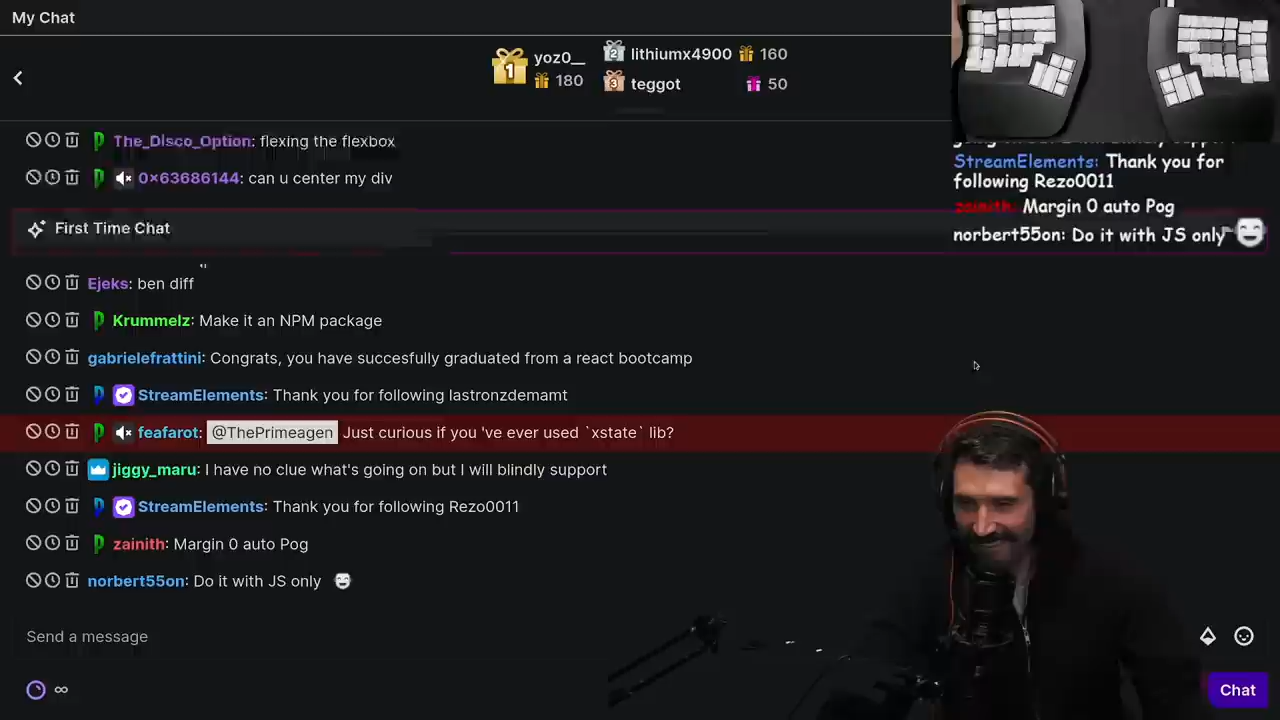 My Chat
1 yoz0__ 180
2 lithiumx4900 160
3 teggot 50
The_Disco_Option: flexing the flexbox
0x63686144: can u center my div
First Time Chat
Ejeks: ben diff
Krummelz: Make it an NPM package
gabrielefrattini: Congrats, you have succesfully graduated from a react bootcamp
StreamElements: Thank you for following lastronzdemamt
feafarot: @ThePrimeagen Just curious if you 've ever used `xstate` lib?
jiggy_maru: I have no clue what's going on but I will blindly support
StreamElements: Thank you for following Rezo0011
zainith: Margin 0 auto Pog
norbert55on: Do it with JS only
Send a message
∞
Chat
StreamElements: Thank you for
following Rezo0011
zainith: Margin 0 auto Pog
norbert55on: Do it with JS only